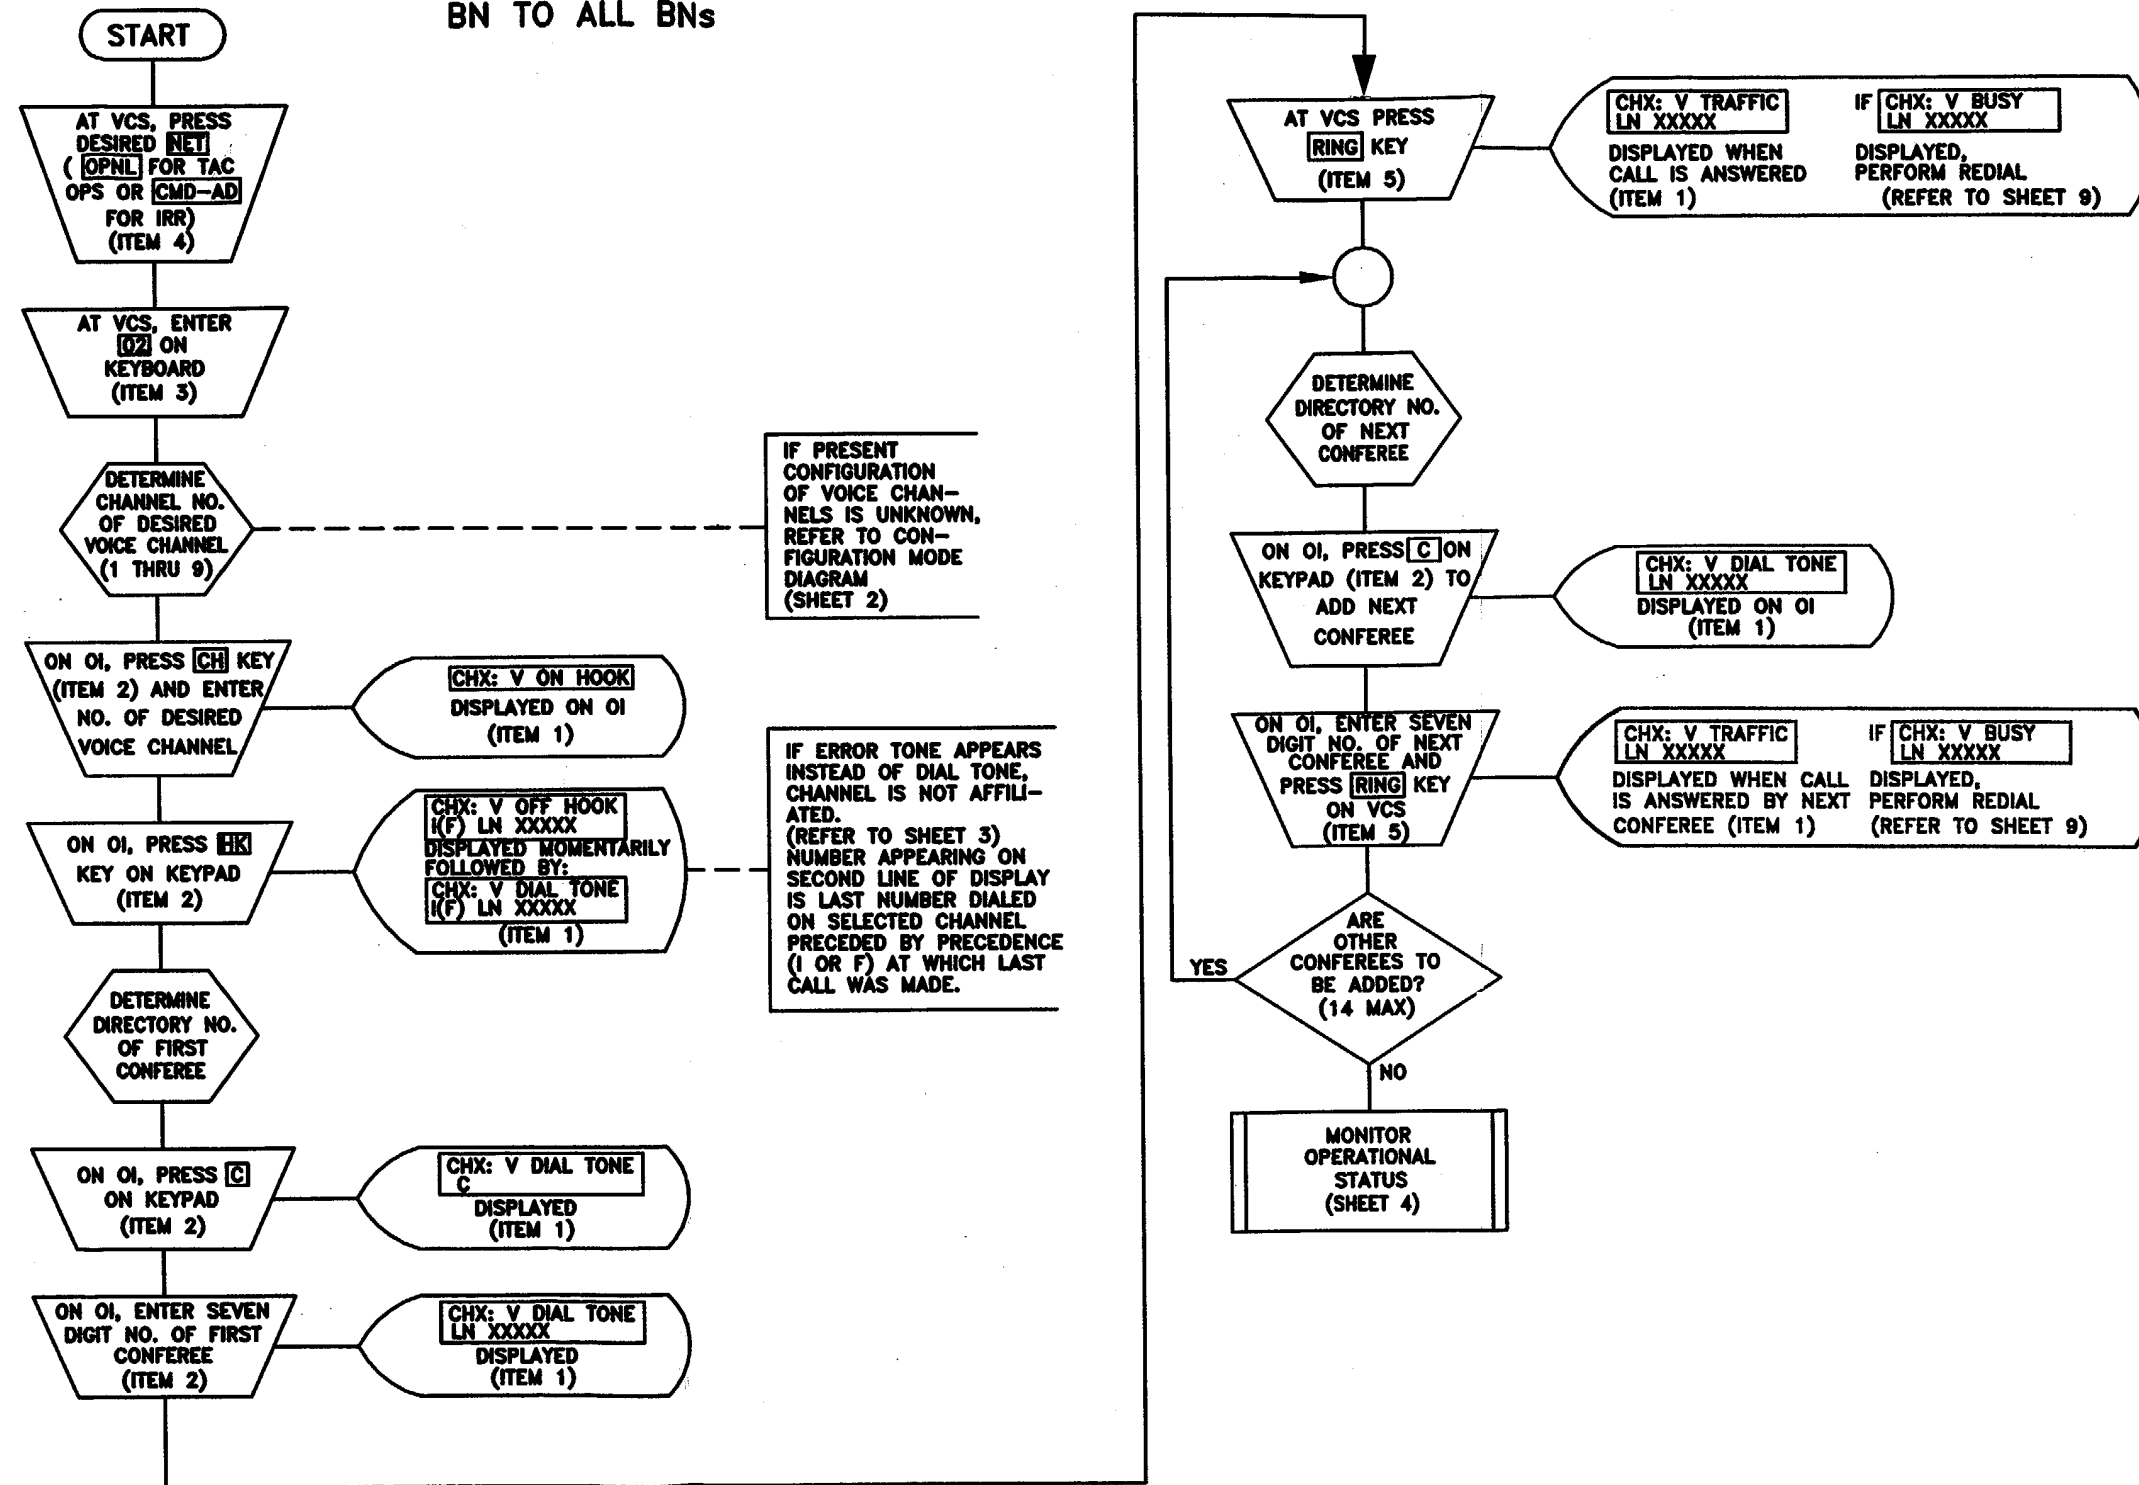 BN TO ALL BNs
START
AT VCS, PRESS
DESIRED NET
( OPNL FOR TAC
OPS OR CMD-AD
FOR IRR)
(ITEM 4)
AT VCS, ENTER
02 ON
KEYBOARD
(ITEM 3)
DETERMINE
CHANNEL NO.
OF DESIRED
VOICE CHANNEL
(1 THRU 9)
IF PRESENT
CONFIGURATION
OF VOICE CHAN-
NELS IS UNKNOWN,
REFER TO CON-
FIGURATION MODE
DIAGRAM
(SHEET 2)
ON OI, PRESS CH KEY
(ITEM 2) AND ENTER
NO. OF DESIRED
VOICE CHANNEL
CHX: V ON HOOK
DISPLAYED ON OI
(ITEM 1)
ON OI, PRESS HK
KEY ON KEYPAD
(ITEM 2)
CHX: V OFF HOOK
I(F) LN XXXXX
DISPLAYED MOMENTARILY
FOLLOWED BY:
CHX: V DIAL TONE
I(F) LN XXXXX
(ITEM 1)
IF ERROR TONE APPEARS
INSTEAD OF DIAL TONE,
CHANNEL IS NOT AFFILI-
ATED.
(REFER TO SHEET 3)
NUMBER APPEARING ON
SECOND LINE OF DISPLAY
IS LAST NUMBER DIALED
ON SELECTED CHANNEL
PRECEDED BY PRECEDENCE
(I OR F) AT WHICH LAST
CALL WAS MADE.
DETERMINE
DIRECTORY NO.
OF FIRST
CONFEREE
ON OI, PRESS C
ON KEYPAD
(ITEM 2)
CHX: V DIAL TONE
C
DISPLAYED
(ITEM 1)
ON OI, ENTER SEVEN
DIGIT NO. OF FIRST
CONFEREE
(ITEM 2)
CHX: V DIAL TONE
LN XXXXX
DISPLAYED
(ITEM 1)
AT VCS PRESS
RING KEY
(ITEM 5)
CHX: V TRAFFIC
LN XXXXX
DISPLAYED WHEN
CALL IS ANSWERED
(ITEM 1)
IF CHX: V BUSY
LN XXXXX
DISPLAYED,
PERFORM REDIAL
(REFER TO SHEET 9)
DETERMINE
DIRECTORY NO.
OF NEXT
CONFEREE
ON OI, PRESS C ON
KEYPAD (ITEM 2) TO
ADD NEXT
CONFEREE
CHX: V DIAL TONE
LN XXXXX
DISPLAYED ON OI
(ITEM 1)
ON OI, ENTER SEVEN
DIGIT NO. OF NEXT
CONFEREE AND
PRESS RING KEY
ON VCS
(ITEM 5)
CHX: V TRAFFIC
LN XXXXX
DISPLAYED WHEN CALL
IS ANSWERED BY NEXT
CONFEREE (ITEM 1)
IF CHX: V BUSY
LN XXXXX
DISPLAYED,
PERFORM REDIAL
(REFER TO SHEET 9)
ARE
OTHER
CONFEREES TO
BE ADDED?
(14 MAX)
YES
NO
MONITOR
OPERATIONAL
STATUS
(SHEET 4)